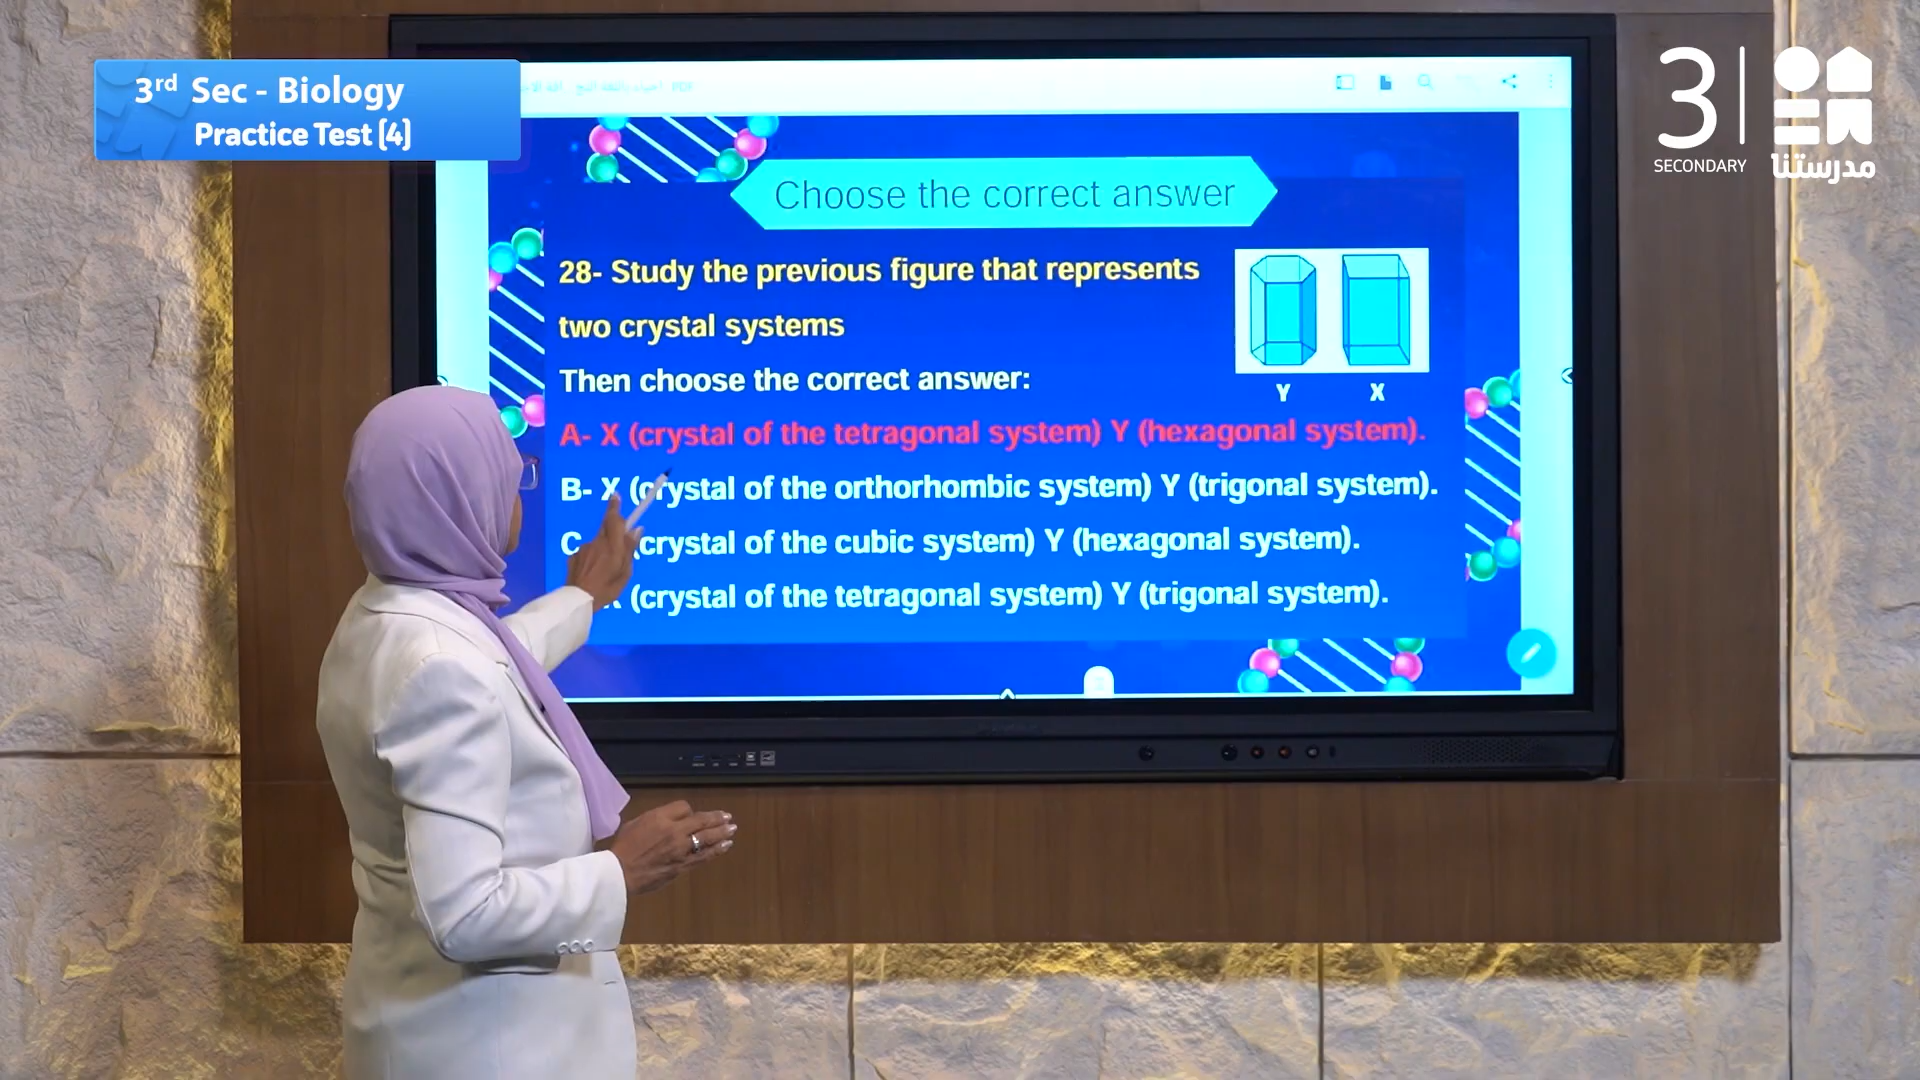 3rd Sec - Biology
Practice Test (4)
3
SECONDARY
مدرستنا
Choose the correct answer
28- Study the previous figure that represents
two crystal systems
Then choose the correct answer:
Y X
A- X (crystal of the tetragonal system) Y (hexagonal system).
B- X (crystal of the orthorhombic system) Y (trigonal system).
C (crystal of the cubic system) Y (hexagonal system).
(crystal of the tetragonal system) Y (trigonal system).